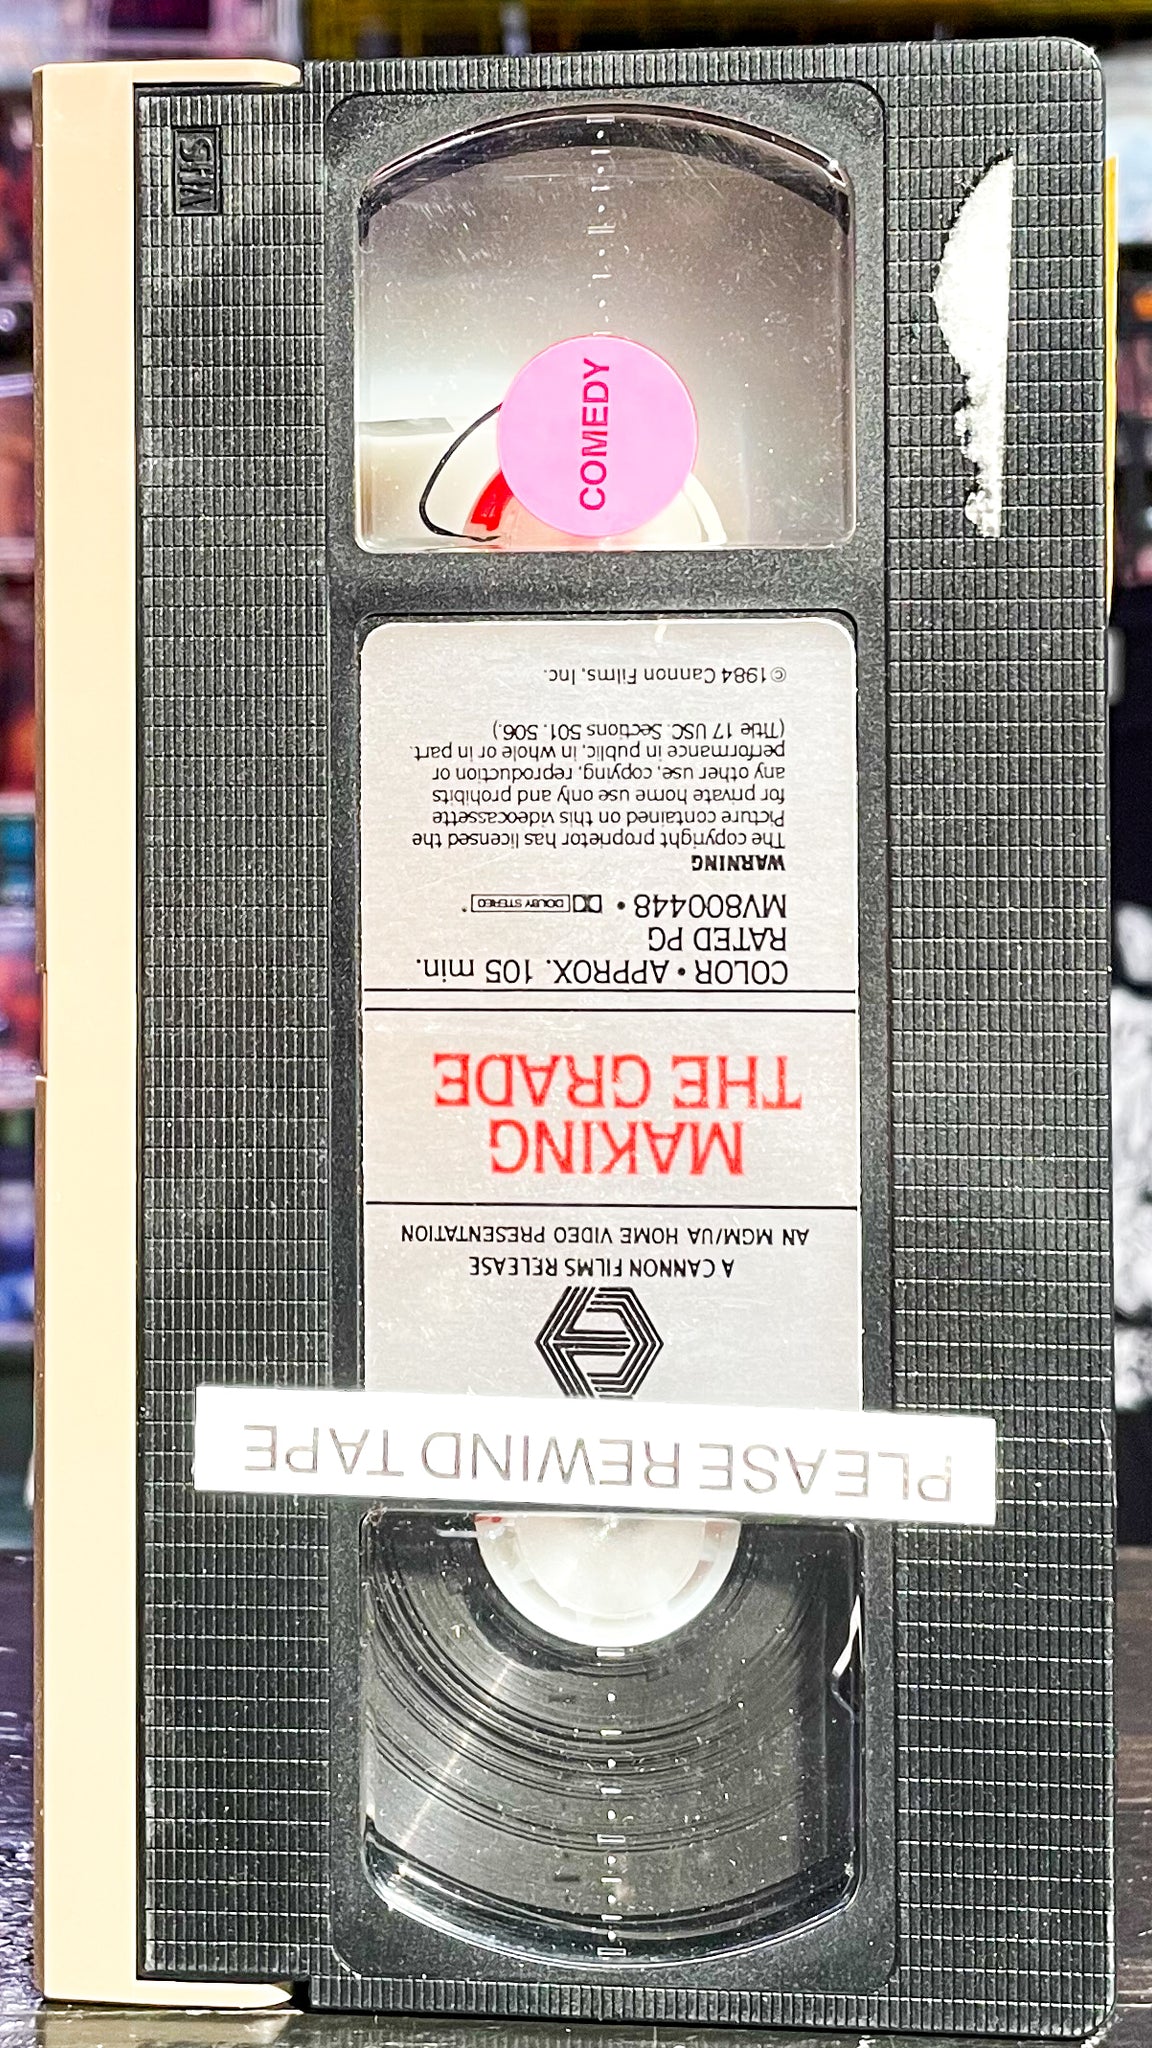 PLEASE REWIND TAPE
A CANNON FILMS RELEASE
AN MGM/UA HOME VIDEO PRESENTATION
MAKING
THE GRADE
COLOR • APPROX. 105 min.
RATED PG
MV800448 • DOLBY STEREO*
WARNING
The copyright proprietor has licensed the
Picture contained on this videocassette
for private home use only and prohibits
any other use, copying, reproduction or
performance in public, in whole or in part.
(Title 17 USC. Sections 501. 506.)
©1984 Cannon Films, Inc.
COMEDY
VHS